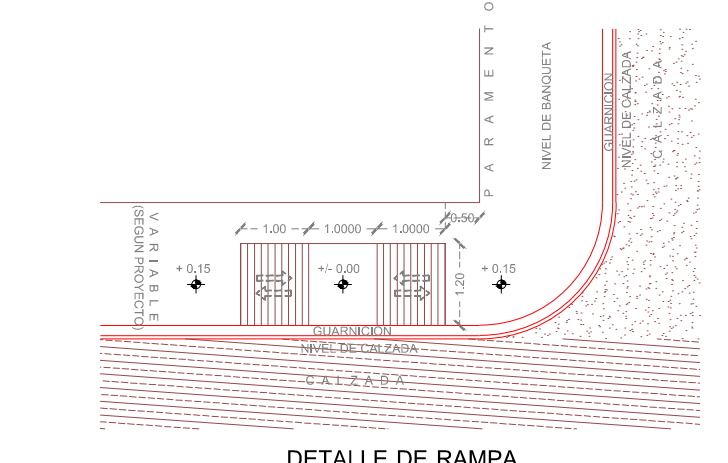 P A R A M E N T O
NIVEL DE BANQUETA
GUARNICION
NIVEL DE CALZADA
C A L Z A D A
V A R I A B L E
(SEGUN PROYECTO)
1.00
1.0000
1.0000
0.50
+ 0.15
+/- 0.00
1.20
+ 0.15
GUARNICION
NIVEL DE CALZADA
C A L Z A D A
DETALLE DE RAMPA